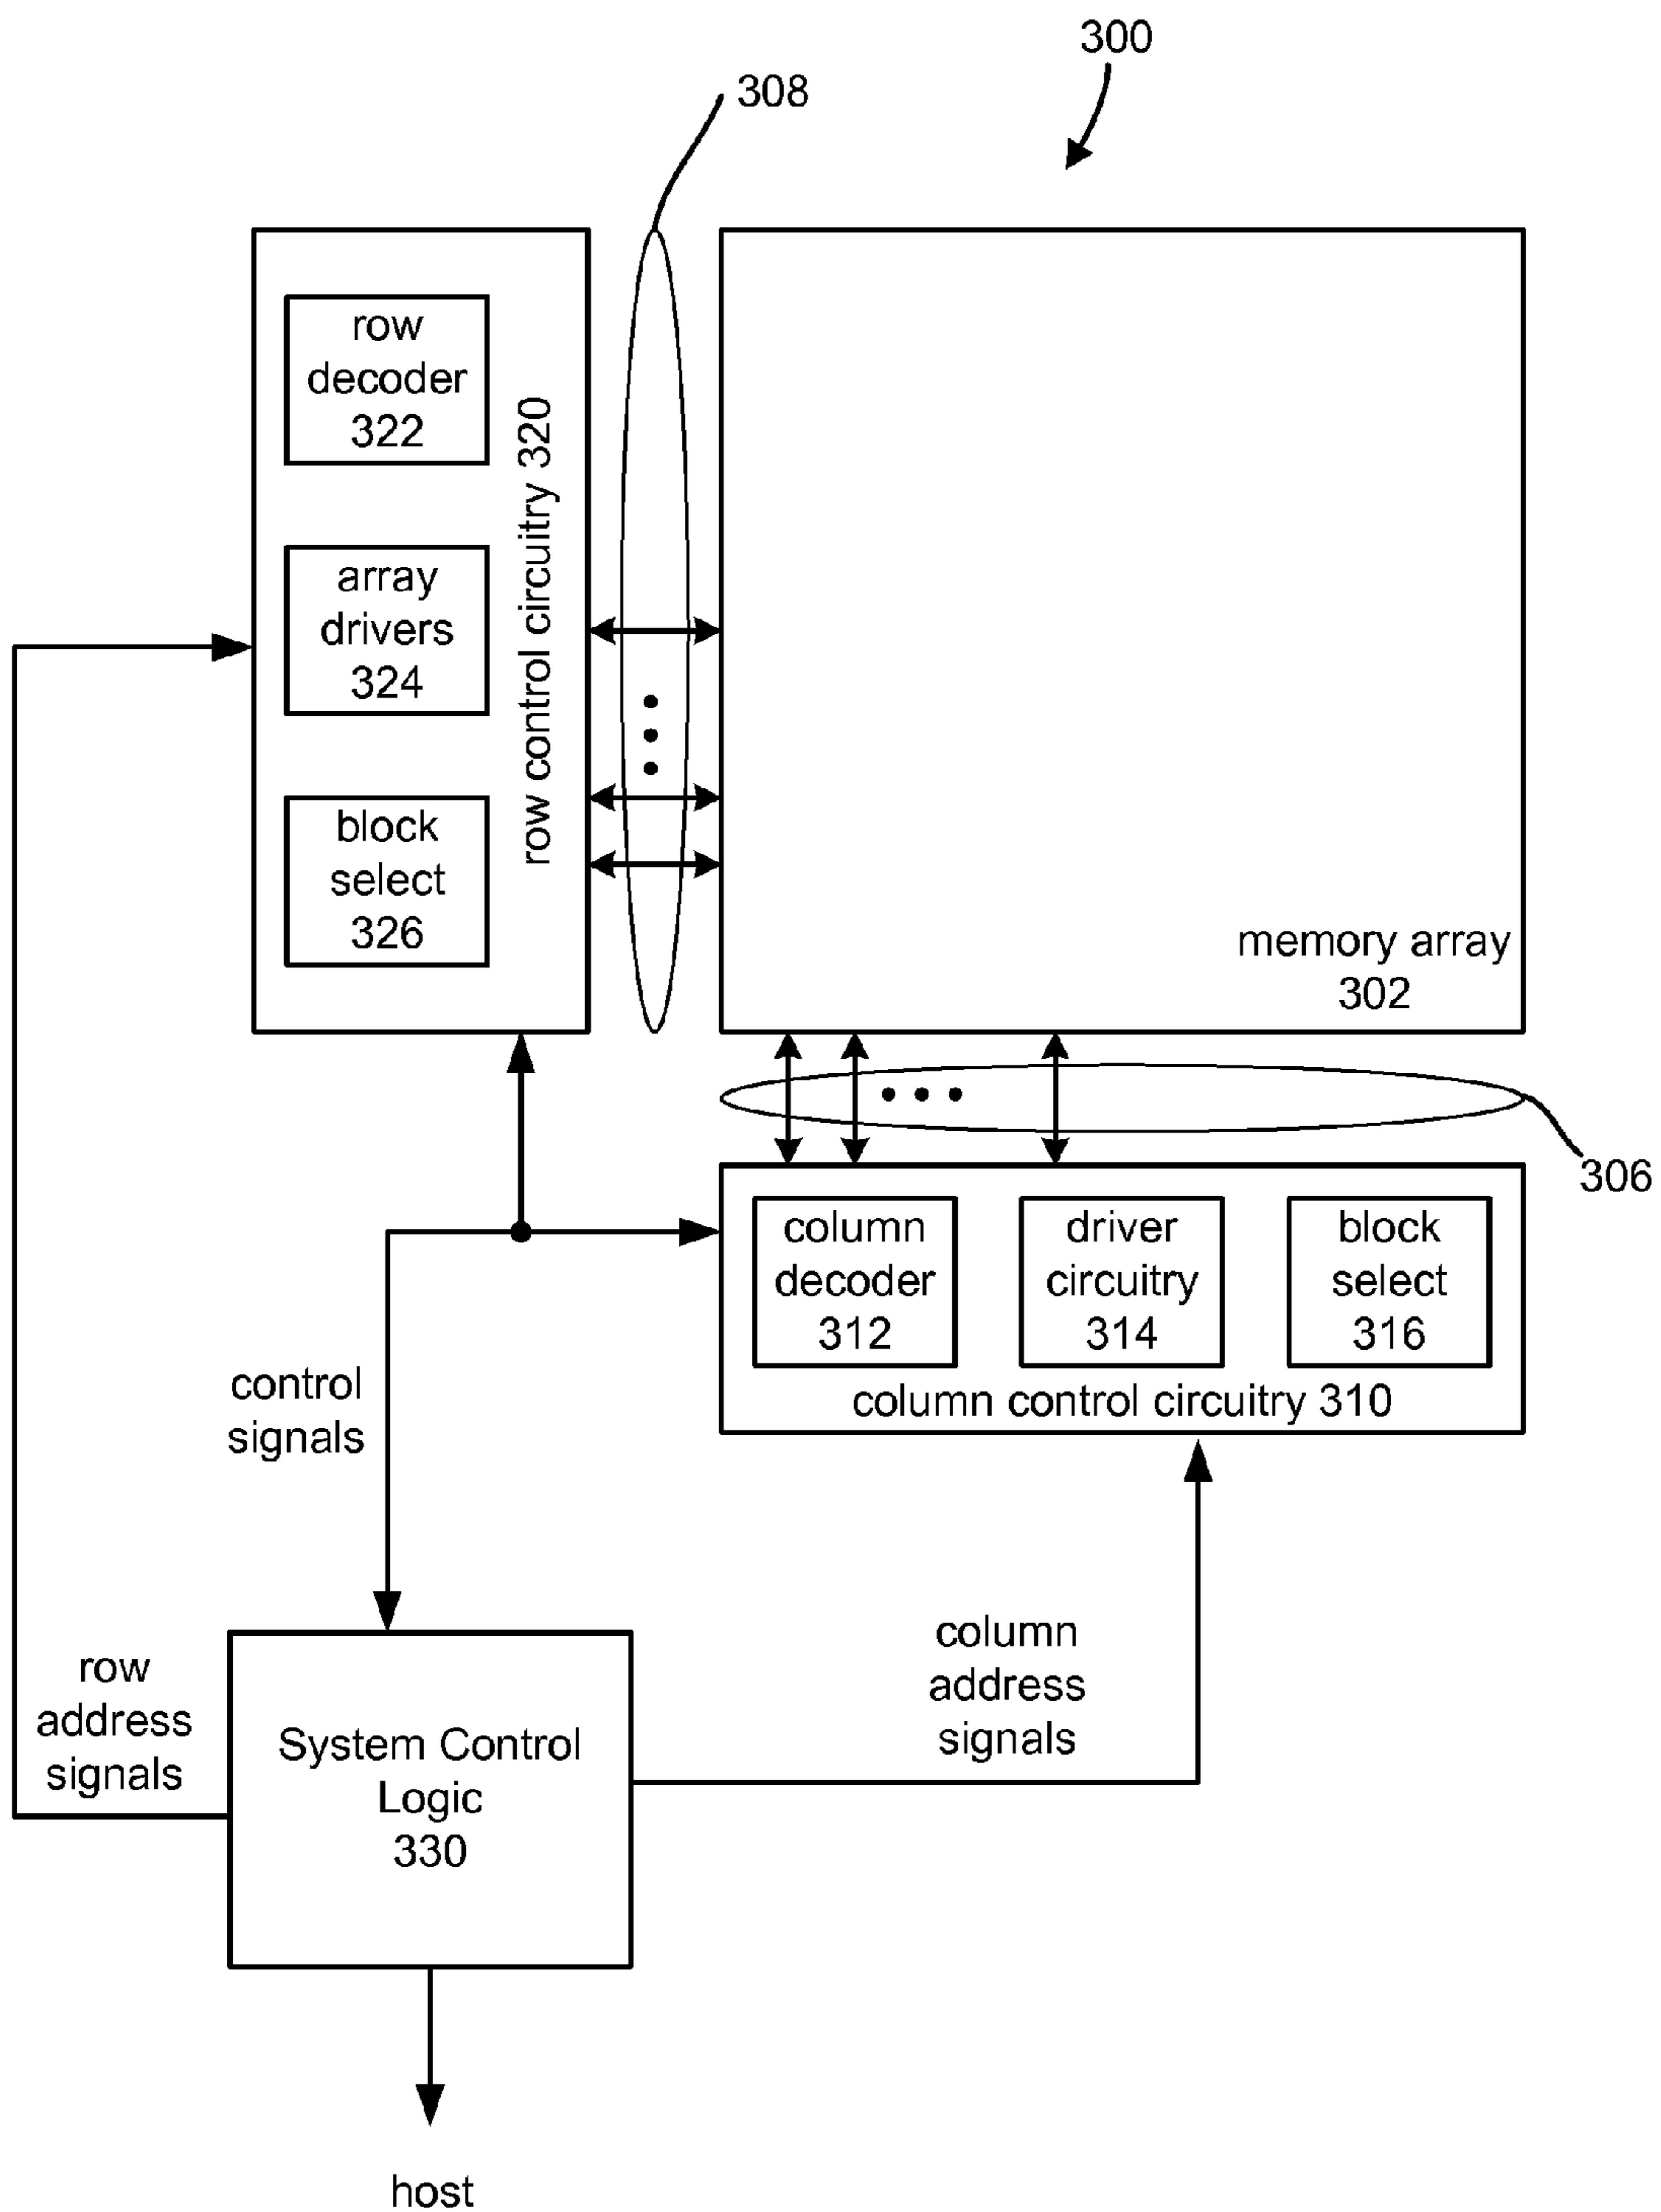 300
308
row
decoder
322
array
drivers
324
block
select
326
row control circuitry 320
memory array
302
306
column
decoder
312
driver
circuitry
314
block
select
316
column control circuitry 310
control
signals
row
address
signals
System Control
Logic
330
column
address
signals
host